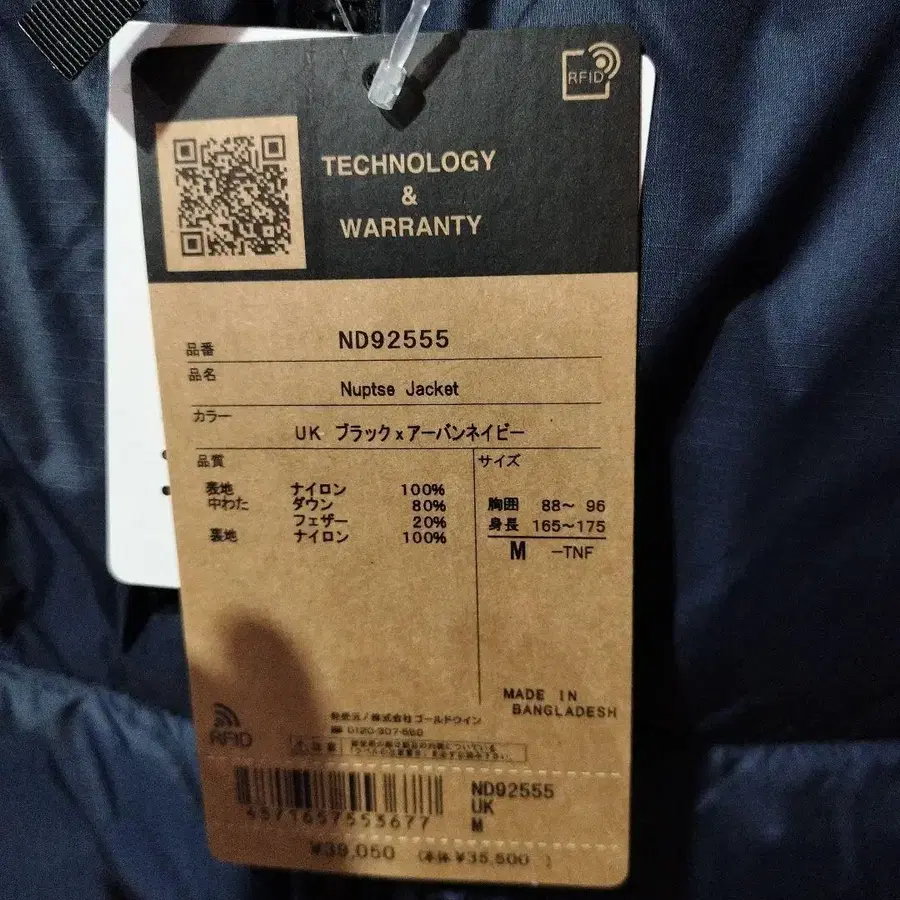 RFID
TECHNOLOGY
&
WARRANTY
品番 ND92555
品名
Nuptse Jacket
カラー
UK ブラックxアーバンネイビー
品質
表地 ナイロン 100%
中わた ダウン 80%
フェザー 20%
裏地 ナイロン 100%
サイズ
胸囲 88〜 96
身長 165〜175
M -TNF
MADE IN
BANGLADESH
RFID
発売元/株式会社ゴールドウイン
ND92555
UK
M
4571657553677
¥39,050 (本体 ¥35,500 )